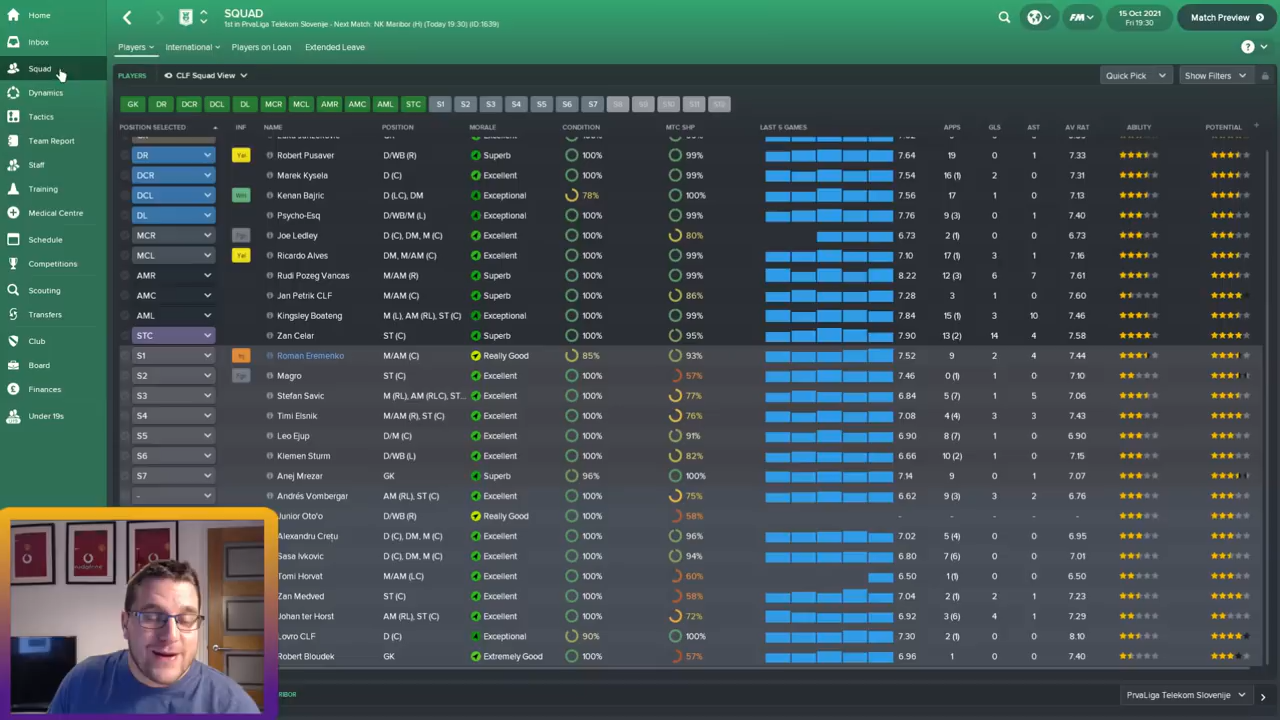 Home
Inbox
Squad
Dynamics
Tactics
Team Report
Staff
Training
Medical Centre
Schedule
Competitions
Scouting
Transfers
Club
Board
Finances
Under 19s
SQUAD
1st in PrvaLiga Telekom Slovenije - Next Match: NK Maribor (H) (Today 19:30) (ID:1639)
FM
15 Oct 2021
Fri 19:30
Match Preview
Players International Players on Loan Extended Leave
PLAYERS CLF Squad View Quick Pick Show Filters
GK DR DCR DCL DL MCR MCL AMR AMC AML STC S1 S2 S3 S4 S5 S6 S7 S8 S9 S10 S11 S12
POSITION SELECTED INF NAME POSITION MORALE CONDITION MTC SHP LAST 5 GAMES APPS GLS AST AV RAT ABILITY POTENTIAL
DR Yel Robert Pusaver D/WB (R) Superb 100% 99% 7.64 19 0 1 7.33
DCR Marek Kysela D (C) Excellent 100% 99% 7.54 16 (1) 2 0 7.31
DCL Wnt Kenan Bajric D (LC), DM Exceptional 78% 100% 7.56 17 0 1 7.13
DL Psycho-Esq D/WB/M (L) Superb 100% 99% 7.76 9 (3) 0 2 7.40
MCR Joe Ledley D (C), DM, M (C) Excellent 100% 80% 6.73 2 (1) 0 0 6.73
MCL Yel Ricardo Alves DM, M/AM (C) Excellent 100% 99% 7.10 17 (1) 3 1 7.16
AMR Rudi Pozeg Vancas M/AM (R) Superb 100% 99% 8.22 12 (3) 6 7 7.61
AMC Jan Petrik CLF M/AM (C) Excellent 100% 86% 7.28 3 1 0 7.60
AML Kingsley Boateng M (L), AM (RL), ST (C) Excellent 100% 99% 7.84 15 (1) 3 10 7.46
STC Zan Celar ST (C) Superb 100% 95% 7.90 13 (2) 14 4 7.58
S1 Inj Roman Eremenko M/AM (C) Really Good 85% 93% 7.52 9 2 4 7.44
S2 Magro ST (C) Excellent 100% 57% 7.46 0 (1) 0 0 7.10
S3 Stefan Savic M (RL), AM (RLC), ST... Excellent 100% 77% 6.84 5 (7) 1 5 7.06
S4 Timi Elsnik M/AM (R), ST (C) Excellent 100% 76% 7.08 4 (4) 3 3 7.43
S5 Leo Ejup D/M (C) Excellent 100% 91% 6.90 8 (7) 1 0 6.90
S6 Klemen Sturm D/WB (L) Excellent 100% 82% 6.66 10 (2) 0 1 7.15
S7 Anej Mrezar GK Superb 96% 100% 7.14 9 0 1 7.07
- Andrés Vombergar AM (RL), ST (C) Excellent 100% 75% 6.62 9 (3) 3 2 6.76
Junior Oto'o D/WB (R) Really Good 100% 58% - - - - -
Alexandru Crețu D (C), DM, M (C) Excellent 100% 96% 7.02 5 (4) 0 0 6.95
Sasa Ivkovic D (C), DM, M (C) Excellent 100% 94% 6.80 7 (6) 1 0 7.01
Tomi Horvat M/AM (LC) Excellent 100% 60% 6.50 1 (1) 0 0 6.50
Zan Medved ST (C) Excellent 100% 58% 7.04 2 (1) 2 1 7.23
Johan ter Horst AM (RL), ST (C) Excellent 100% 72% 6.92 3 (6) 4 1 7.29
Lovro CLF D (C) Exceptional 90% 100% 7.30 2 (1) 0 0 8.10
Robert Bloudek GK Extremely Good 100% 57% 6.96 1 0 0 7.40
PrvaLiga Telekom Slovenije